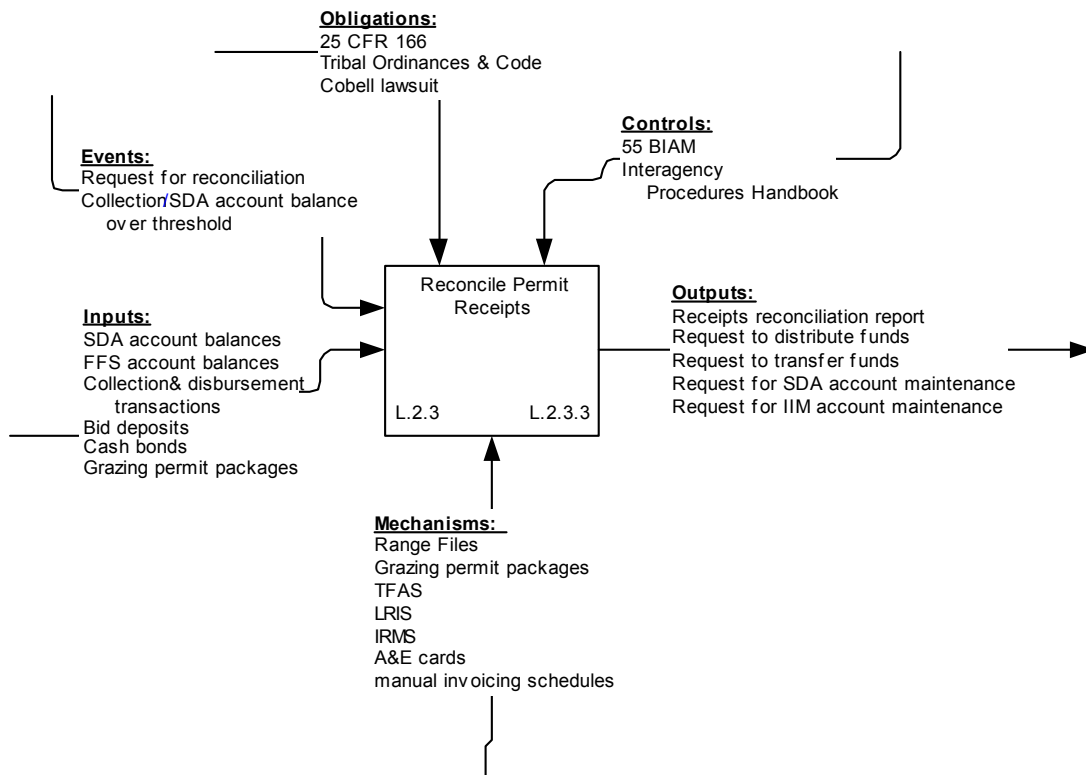 Obligations:
25 CFR 166
Tribal Ordinances & Code
Cobell lawsuit
Controls:
55 BIAM
Interagency
Procedures Handbook
Events:
Request for reconciliation
Collection/SDA account balance
over threshold
Reconcile Permit
Receipts
L.2.3 L.2.3.3
Inputs:
SDA account balances
FFS account balances
Collection& disbursement
transactions
Bid deposits
Cash bonds
Grazing permit packages
Outputs:
Receipts reconciliation report
Request to distribute funds
Request to transfer funds
Request for SDA account maintenance
Request for IIM account maintenance
Mechanisms:
Range Files
Grazing permit packages
TFAS
LRIS
IRMS
A&E cards
manual invoicing schedules